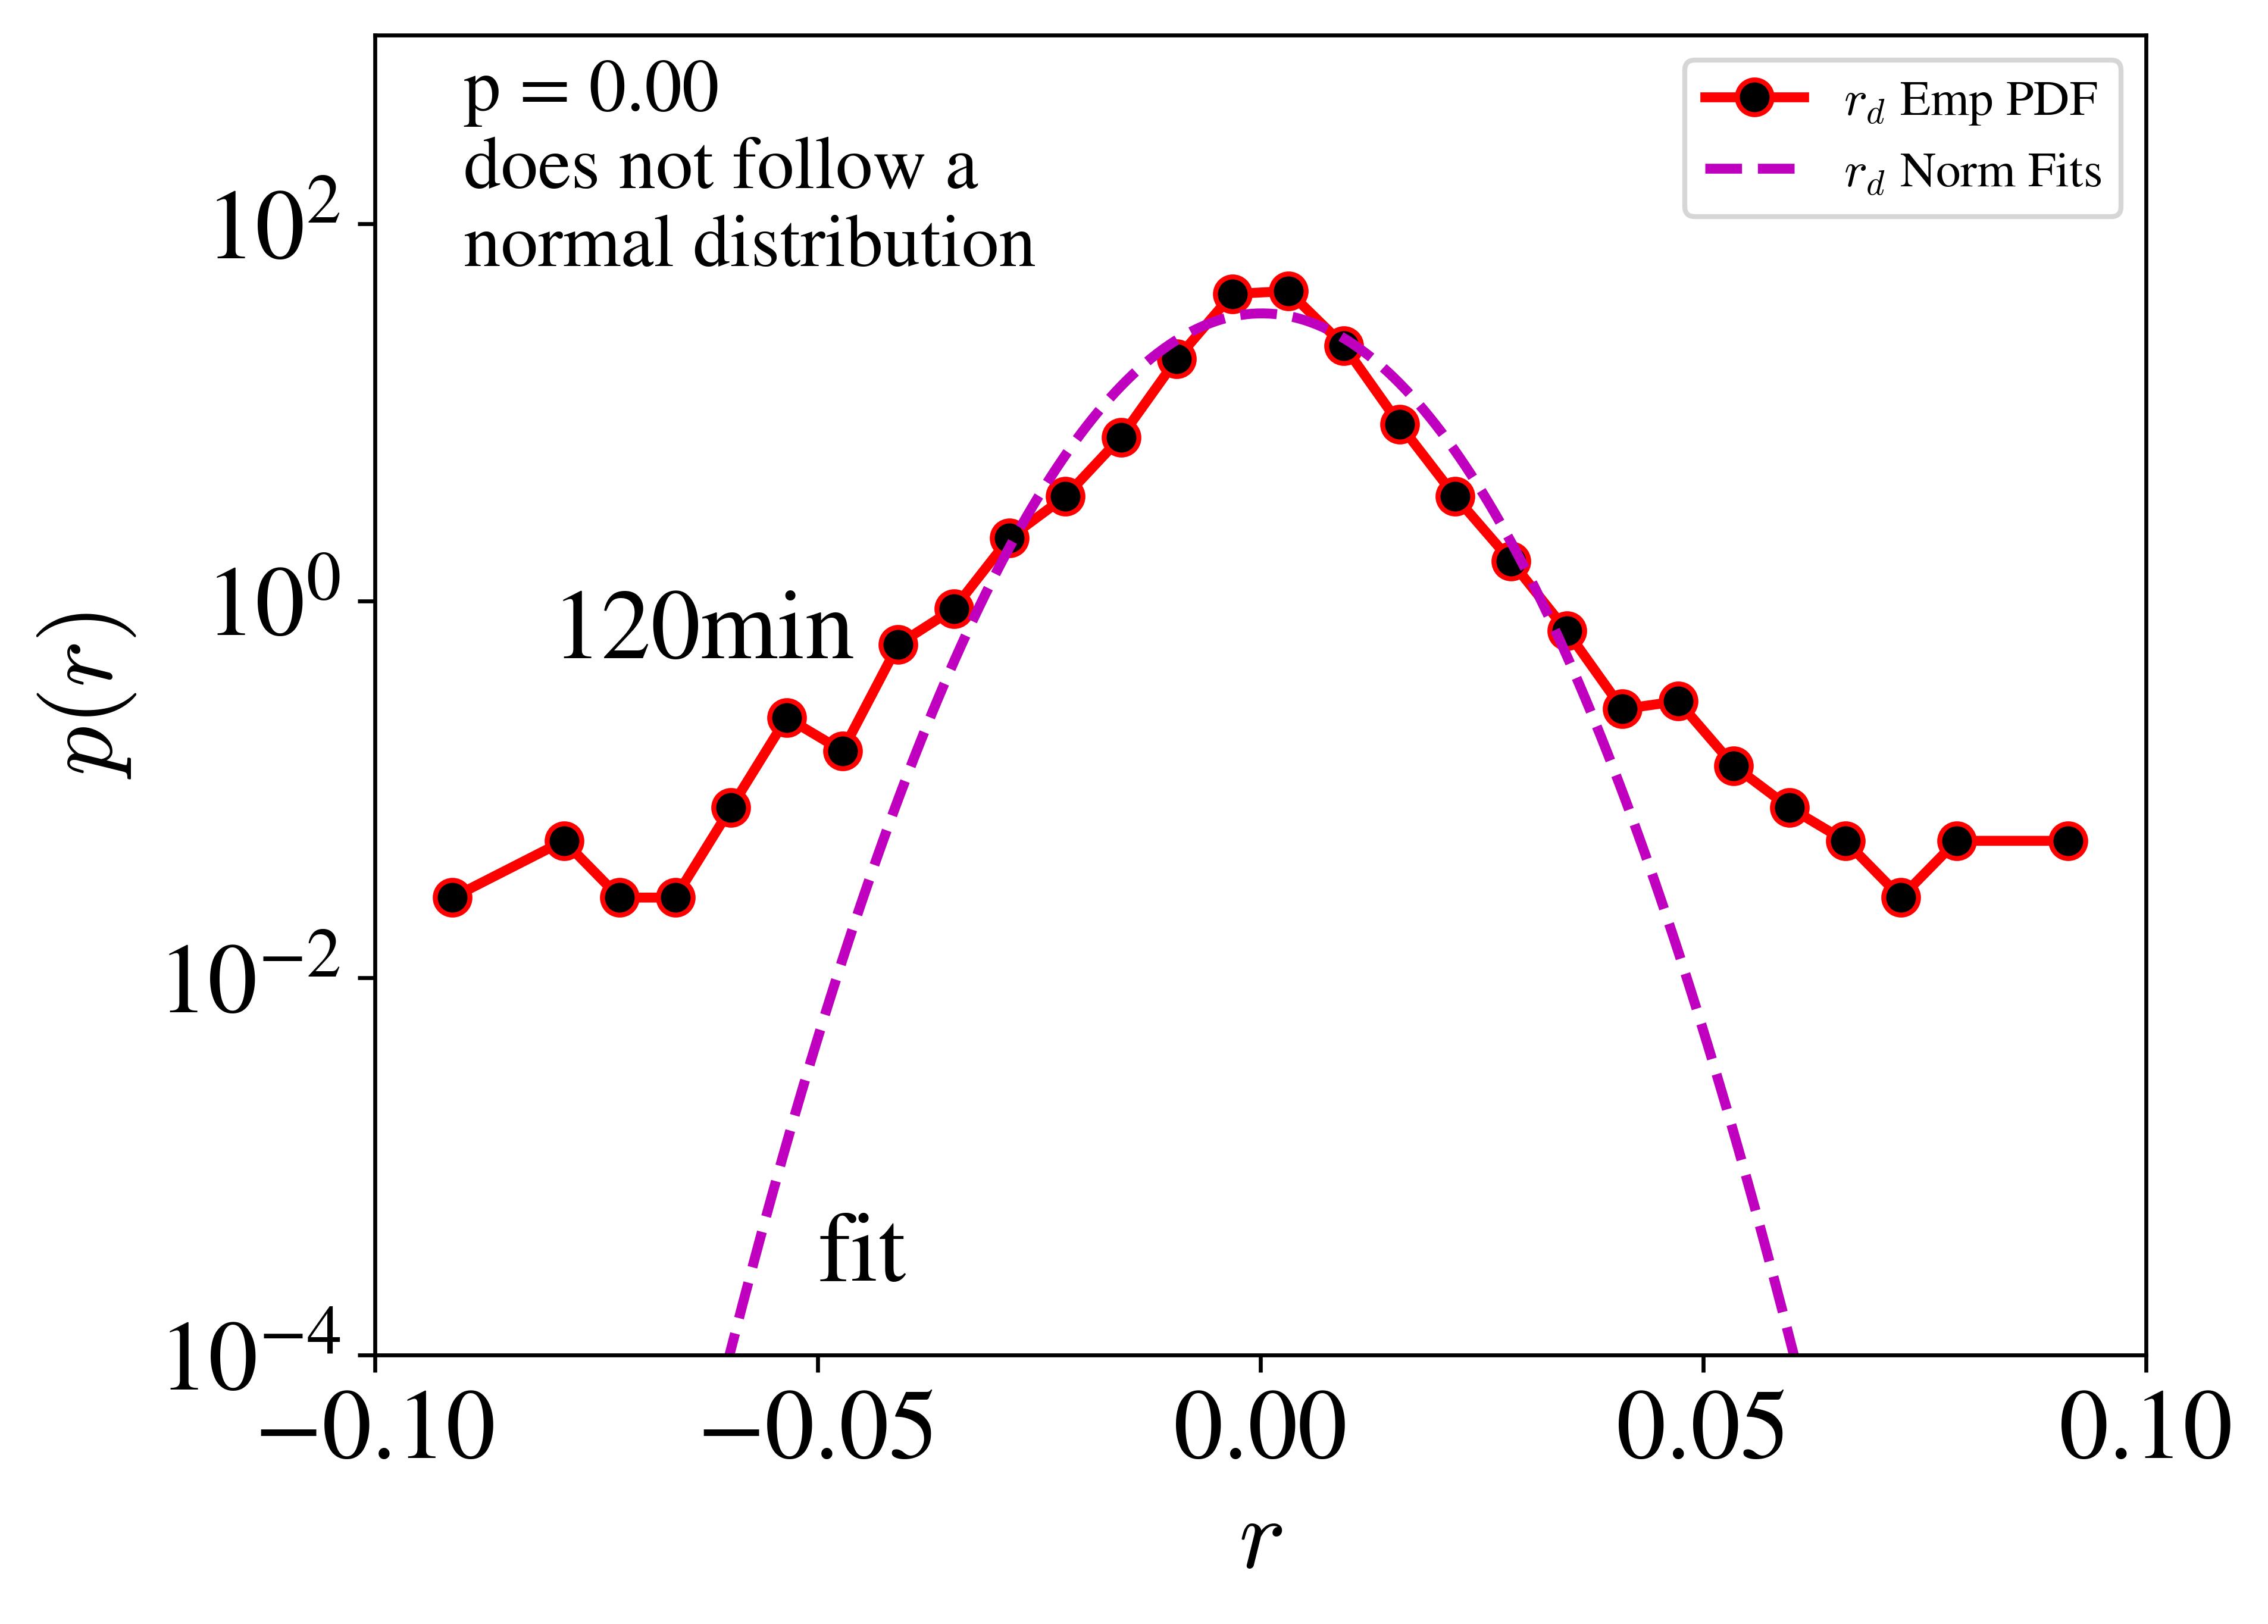 p = 0.00
does not follow a
normal distribution
r_d Emp PDF
r_d Norm Fits
10^2
10^0
10^−2
10^−4
p(r)
120min
fit
−0.10 −0.05 0.00 0.05 0.10
r